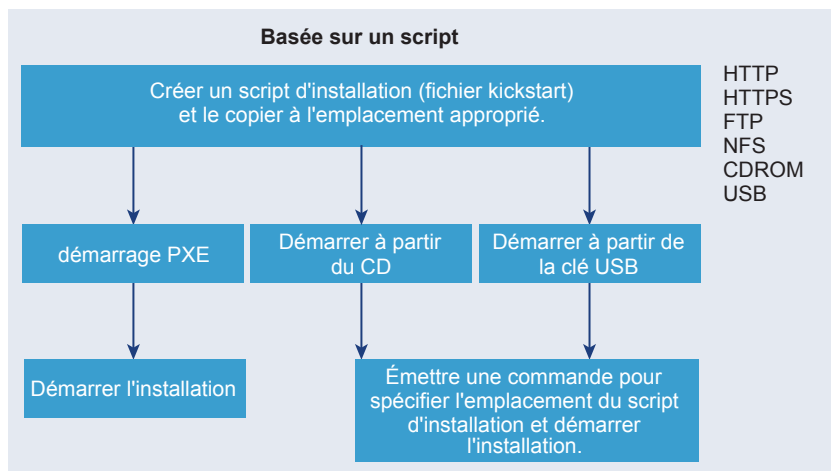 Basée sur un script
Créer un script d'installation (fichier kickstart)
et le copier à l'emplacement approprié.
HTTP
HTTPS
FTP
NFS
CDROM
USB
démarrage PXE
Démarrer à partir
du CD
Démarrer à partir de
la clé USB
Démarrer l'installation
Émettre une commande pour
spécifier l'emplacement du script
d'installation et démarrer
l'installation.